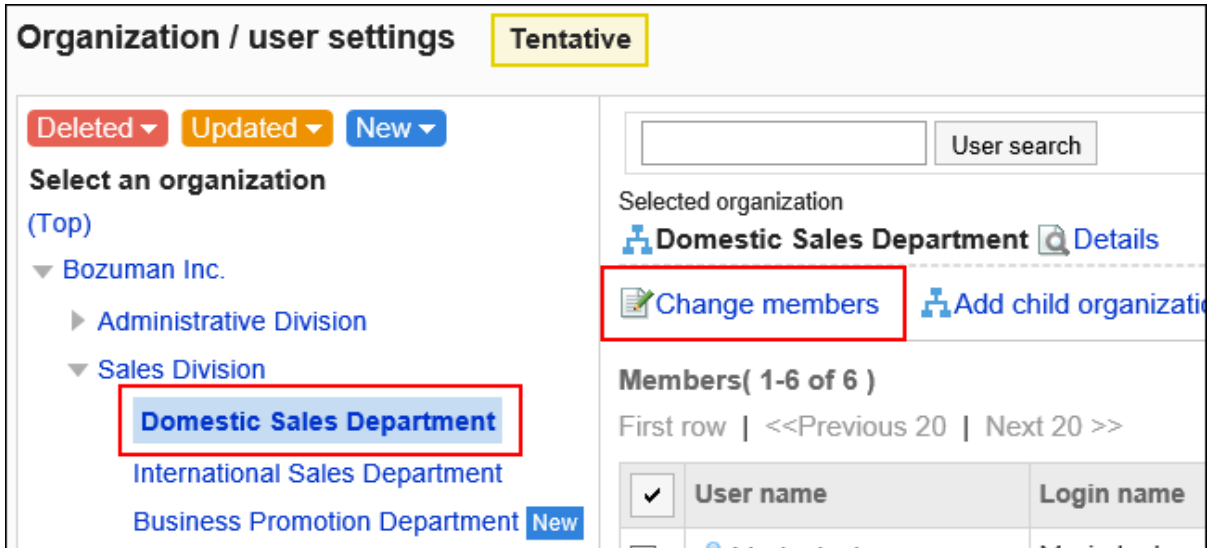 Organization / user settings Tentative
Deleted Updated New
Select an organization
(Top)
Bozuman Inc.
Administrative Division
Sales Division
Domestic Sales Department
International Sales Department
Business Promotion Department New
User search
Selected organization
Domestic Sales Department Details
Change members Add child organizati
Members( 1-6 of 6 )
First row | <<Previous 20 | Next 20 >>
User name Login name